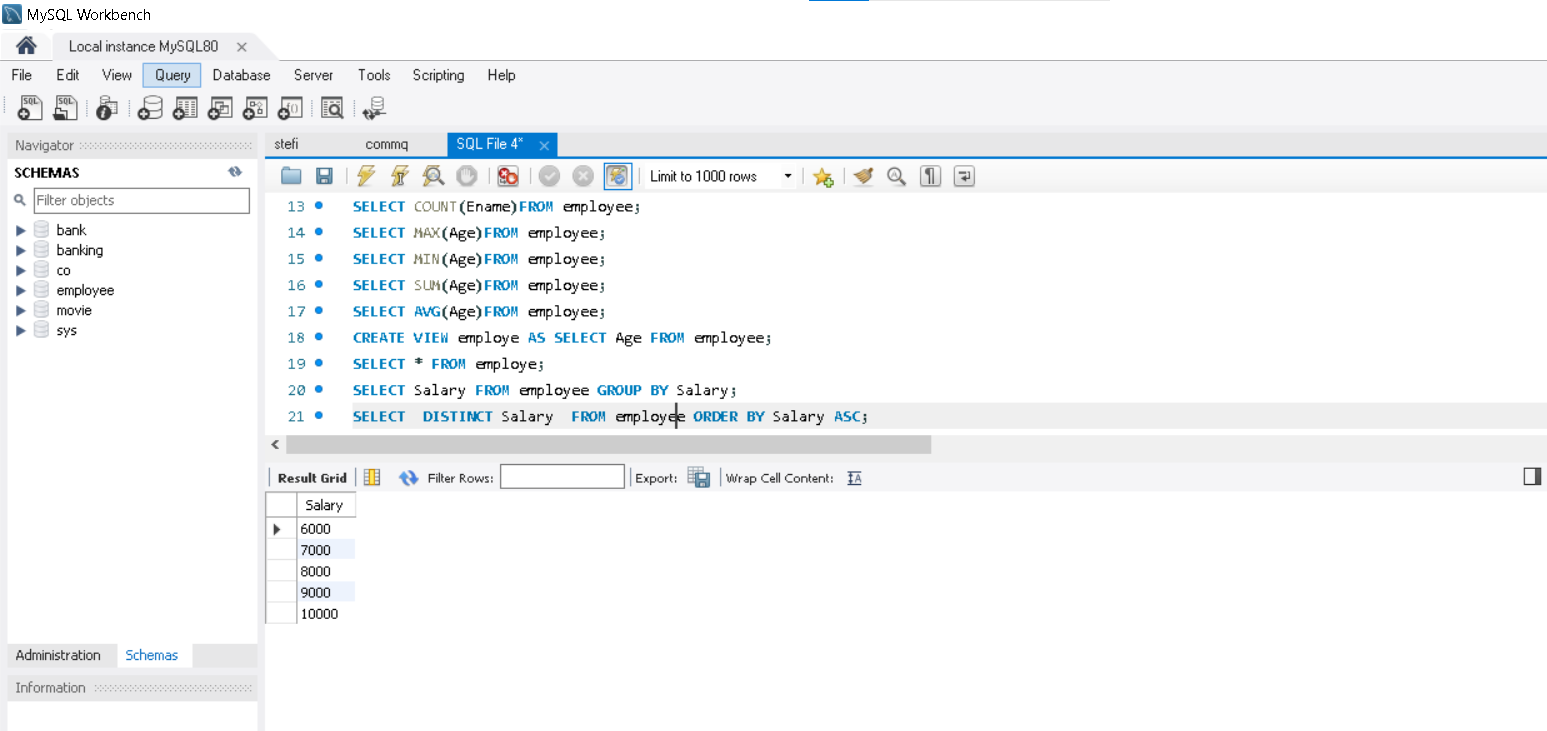 MySQL Workbench
Local instance MySQL80
File Edit View Query Database Server Tools Scripting Help
Navigator
SCHEMAS
Filter objects
bank
banking
co
employee
movie
sys
Administration Schemas
Information
stefi commq SQL File 4*
Limit to 1000 rows
13 SELECT COUNT(Ename)FROM employee;
14 SELECT MAX(Age)FROM employee;
15 SELECT MIN(Age)FROM employee;
16 SELECT SUM(Age)FROM employee;
17 SELECT AVG(Age)FROM employee;
18 CREATE VIEW employe AS SELECT Age FROM employee;
19 SELECT * FROM employe;
20 SELECT Salary FROM employee GROUP BY Salary;
21 SELECT  DISTINCT Salary  FROM employee ORDER BY Salary ASC;
Result Grid Filter Rows: Export: Wrap Cell Content:
Salary
6000
7000
8000
9000
10000